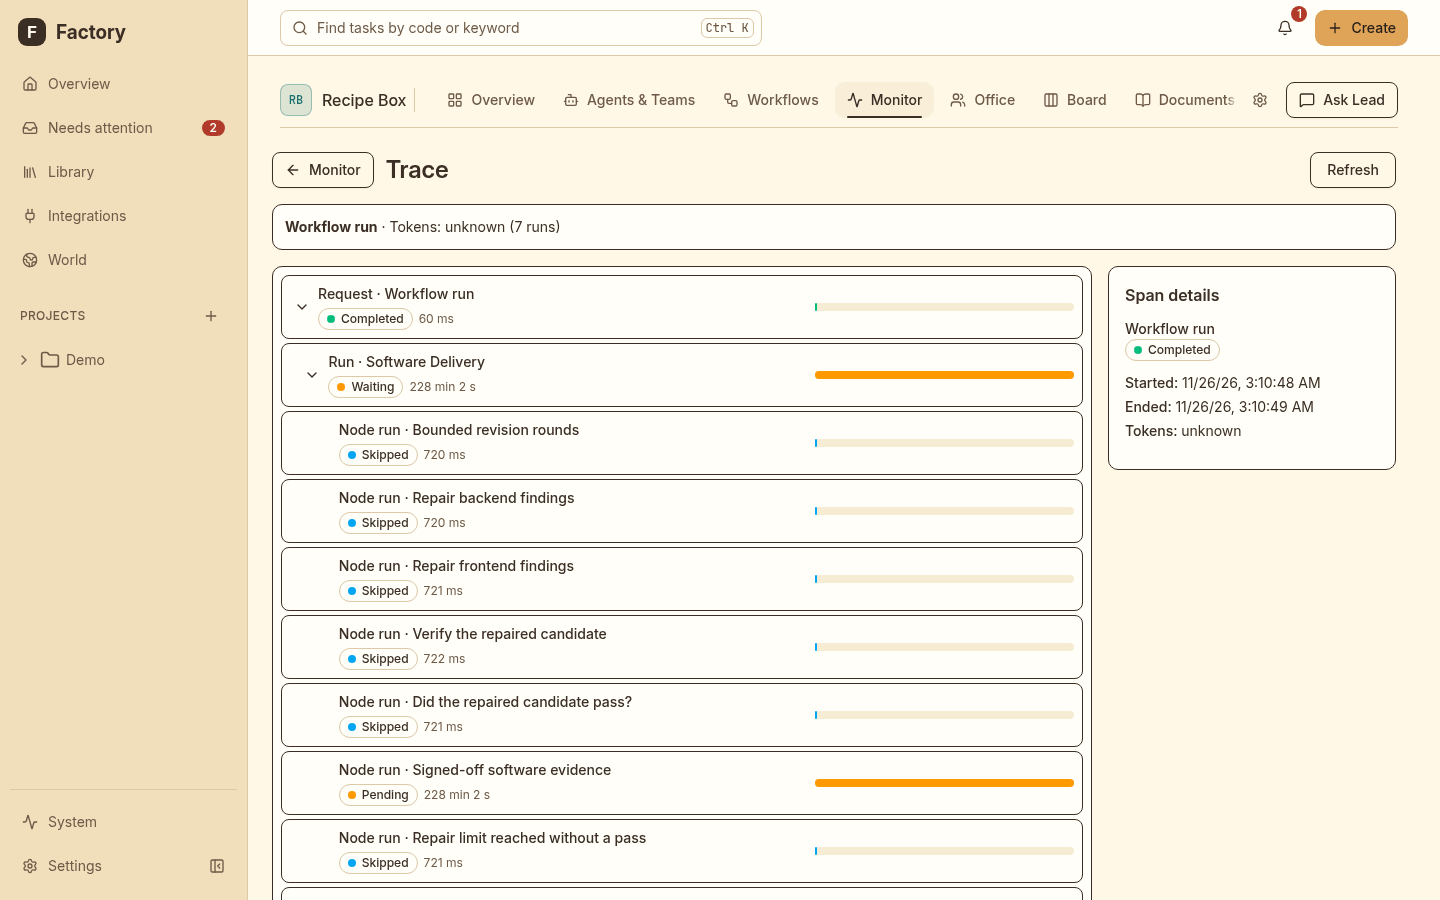 F Factory
Find tasks by code or keyword
Ctrl K
1
Create
Overview
Needs attention
2
Library
Integrations
World
PROJECTS
Demo
System
Settings
RB
Recipe Box
Overview
Agents & Teams
Workflows
Monitor
Office
Board
Documents
Ask Lead
Monitor
Trace
Refresh
Workflow run · Tokens: unknown (7 runs)
Request · Workflow run
Completed 60 ms
Run · Software Delivery
Waiting 228 min 2 s
Node run · Bounded revision rounds
Skipped 720 ms
Node run · Repair backend findings
Skipped 720 ms
Node run · Repair frontend findings
Skipped 721 ms
Node run · Verify the repaired candidate
Skipped 722 ms
Node run · Did the repaired candidate pass?
Skipped 721 ms
Node run · Signed-off software evidence
Pending 228 min 2 s
Node run · Repair limit reached without a pass
Skipped 721 ms
Span details
Workflow run
Completed
Started: 11/26/26, 3:10:48 AM
Ended: 11/26/26, 3:10:49 AM
Tokens: unknown